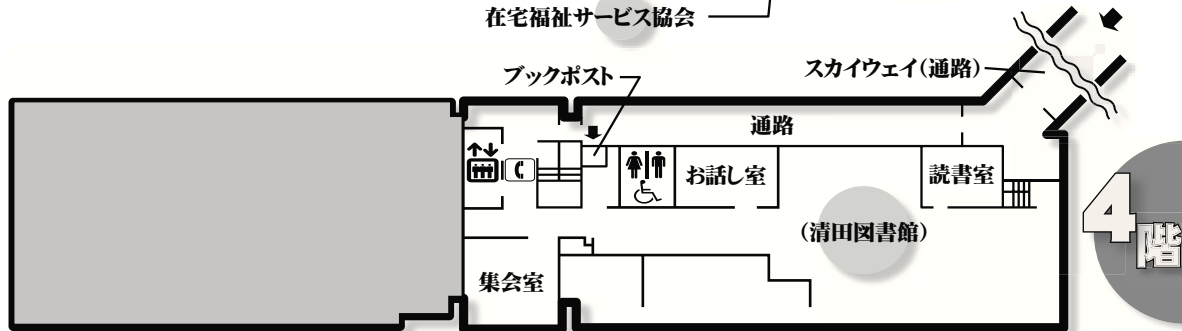 在宅福祉サービス協会
ブックポスト
スカイウェイ(通路)
通路
お話し室
読書室
(清田図書館)
集会室
4階